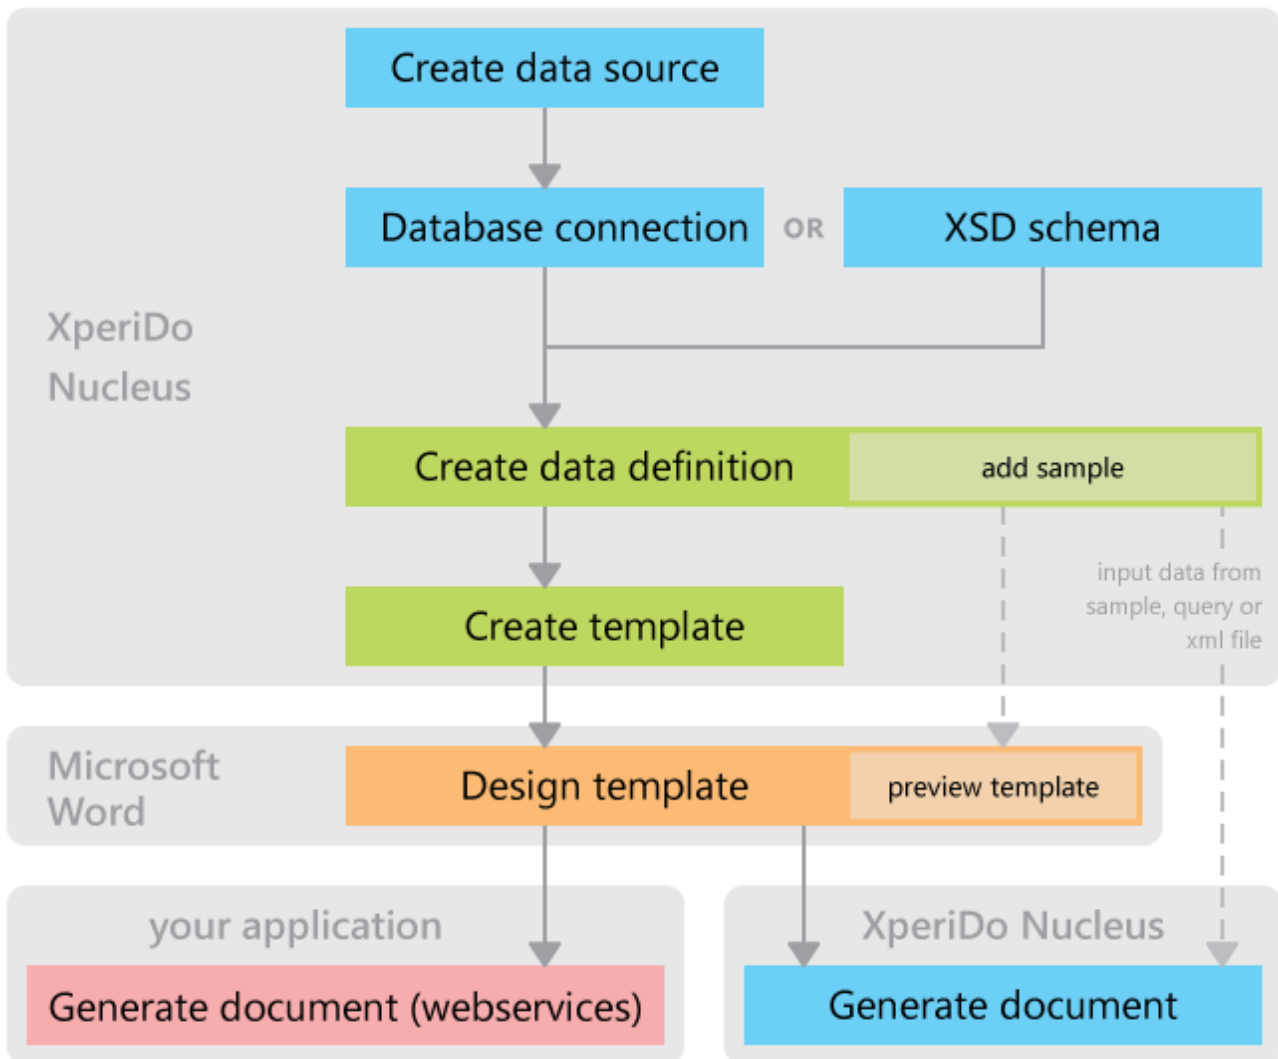 Create data source
Database connection
OR
XSD schema
XperiDo
Nucleus
Create data definition
add sample
input data from
sample, query or
xml file
Create template
Microsoft
Word
Design template
preview template
your application
XperiDo Nucleus
Generate document (webservices)
Generate document